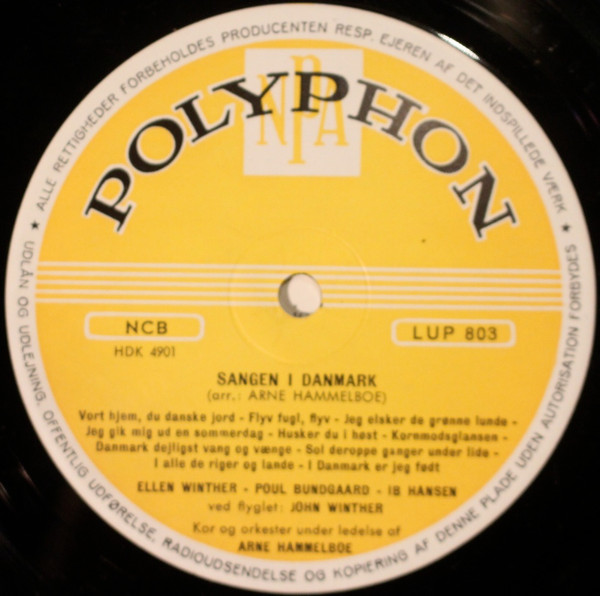 ★ ALLE RETTIGHEDER FORBEHOLDES PRODUCENTEN RESP. EJEREN AF DET INDSPILLEDE VÆRK ★
UDLÅN OG UDLEJNING, OFFENTLIG UDFØRELSE, RADIOUDSENDELSE OG KOPIERING AF DENNE PLADE UDEN AUTORISATION FORBYDES
NPA
POLYPHON
NCB
LUP 803
HDK 4901
SANGEN I DANMARK
(arr.: ARNE HAMMELBOE)
Vort hjem, du danske jord - Flyv fugl, flyv - Jeg elsker de grønne lunde -
Jeg gik mig ud en sommerdag - Husker du i høst - Kornmodsglansen -
Danmark dejligst vang og vænge - Sol deroppe ganger under lide -
I alle de riger og lande - I Danmark er jeg født
ELLEN WINTHER - POUL BUNDGAARD - IB HANSEN
ved flyglet: JOHN WINTHER
Kor og orkester under ledelse af
ARNE HAMMELBOE